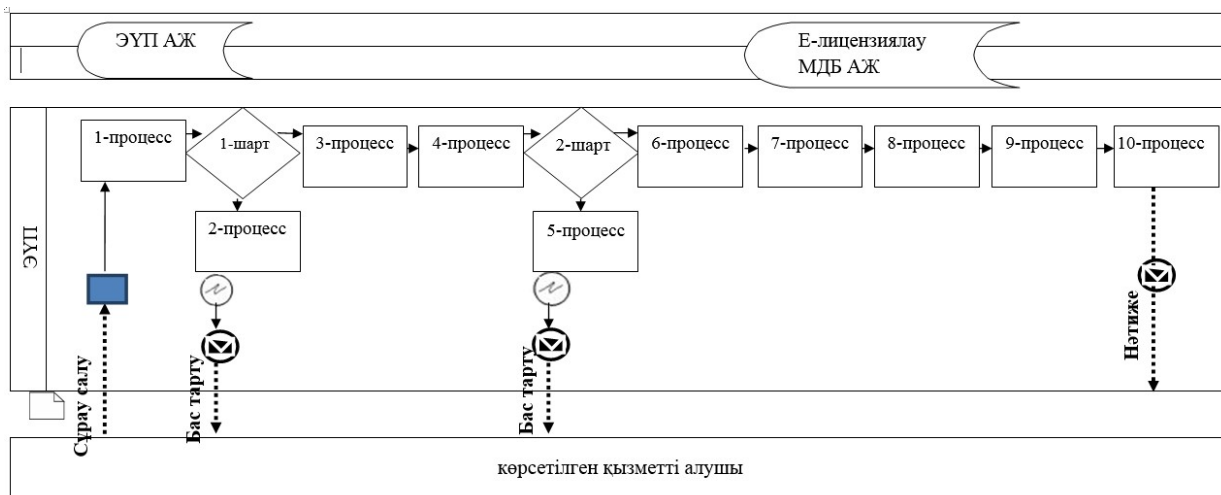 ЭҮП АЖ
Е-лицензиялау
МДБ АЖ
ЭҮП
1-процесс
1-шарт
3-процесс
4-процесс
2-шарт
6-процесс
7-процесс
8-процесс
9-процесс
10-процесс
2-процесс
5-процесс
Сұрау салу
Бас тарту
Бас тарту
Нәтиже
көрсетілген қызметті алушы